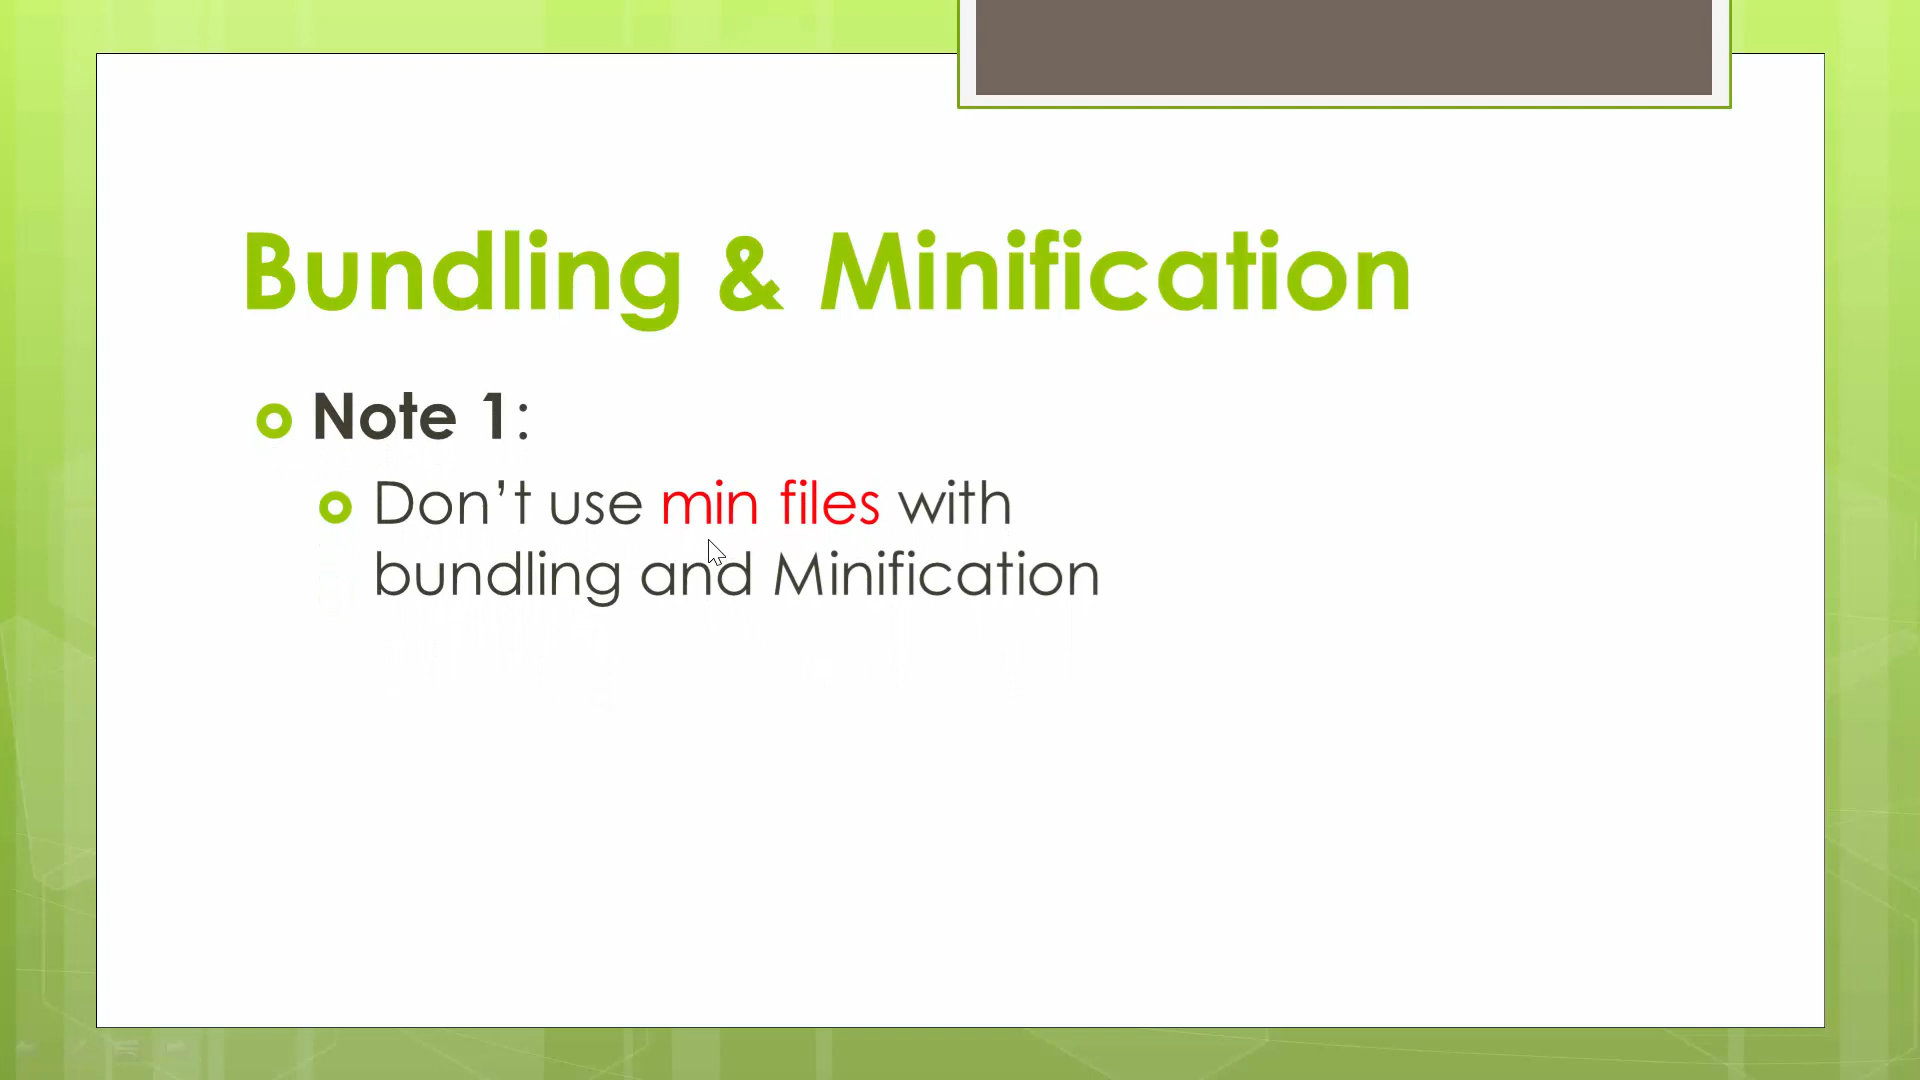 Bundling & Minification
Note 1:
Don’t use min files with
bundling and Minification